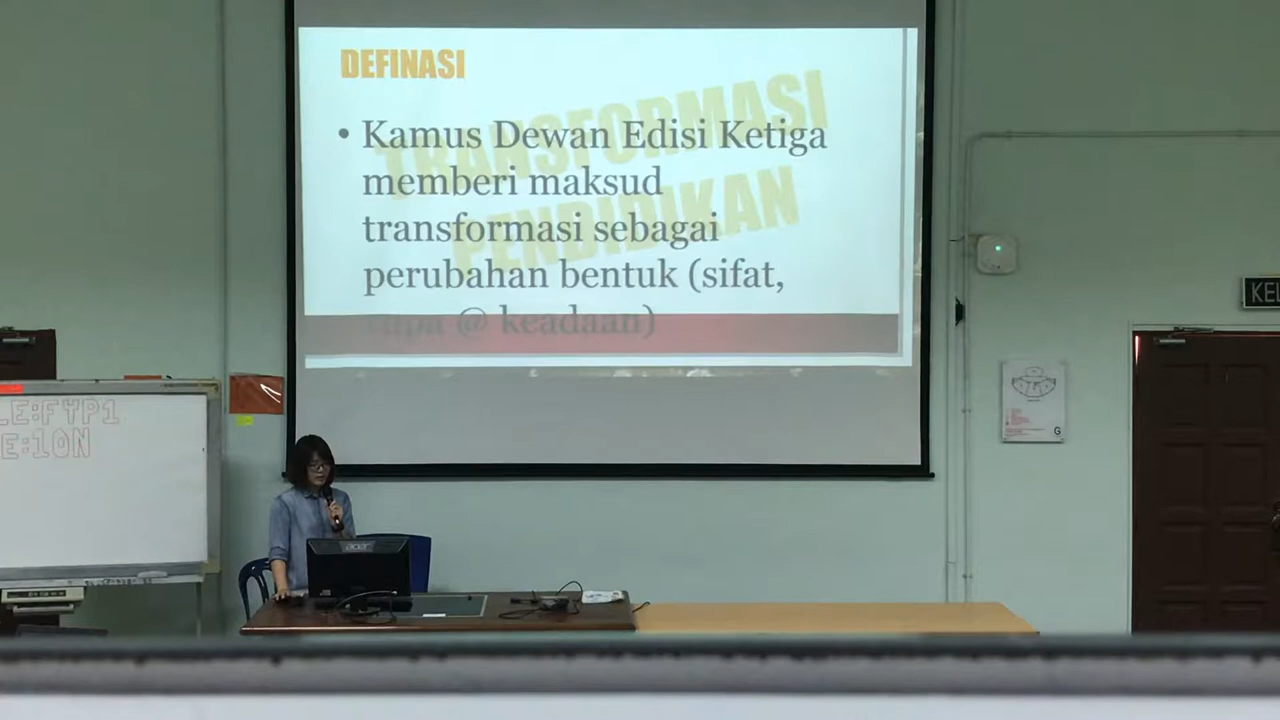 DEFINASI
TRANSFORMASI
PENDIDIKAN
• Kamus Dewan Edisi Ketiga
memberi maksud
transformasi sebagai
perubahan bentuk (sifat,
rupa @ keadaan)
LE:FYP1
E:10N
acer
KEL
G